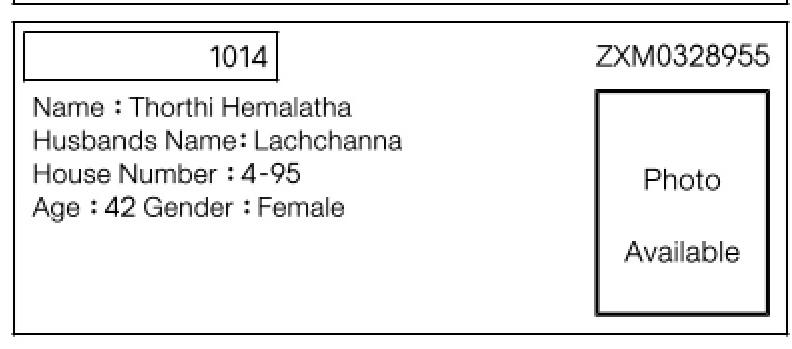 1014
ZXM0328955
Name : Thorthi Hemalatha
Husbands Name: Lachchanna
House Number : 4-95
Age : 42 Gender : Female
Photo
Available